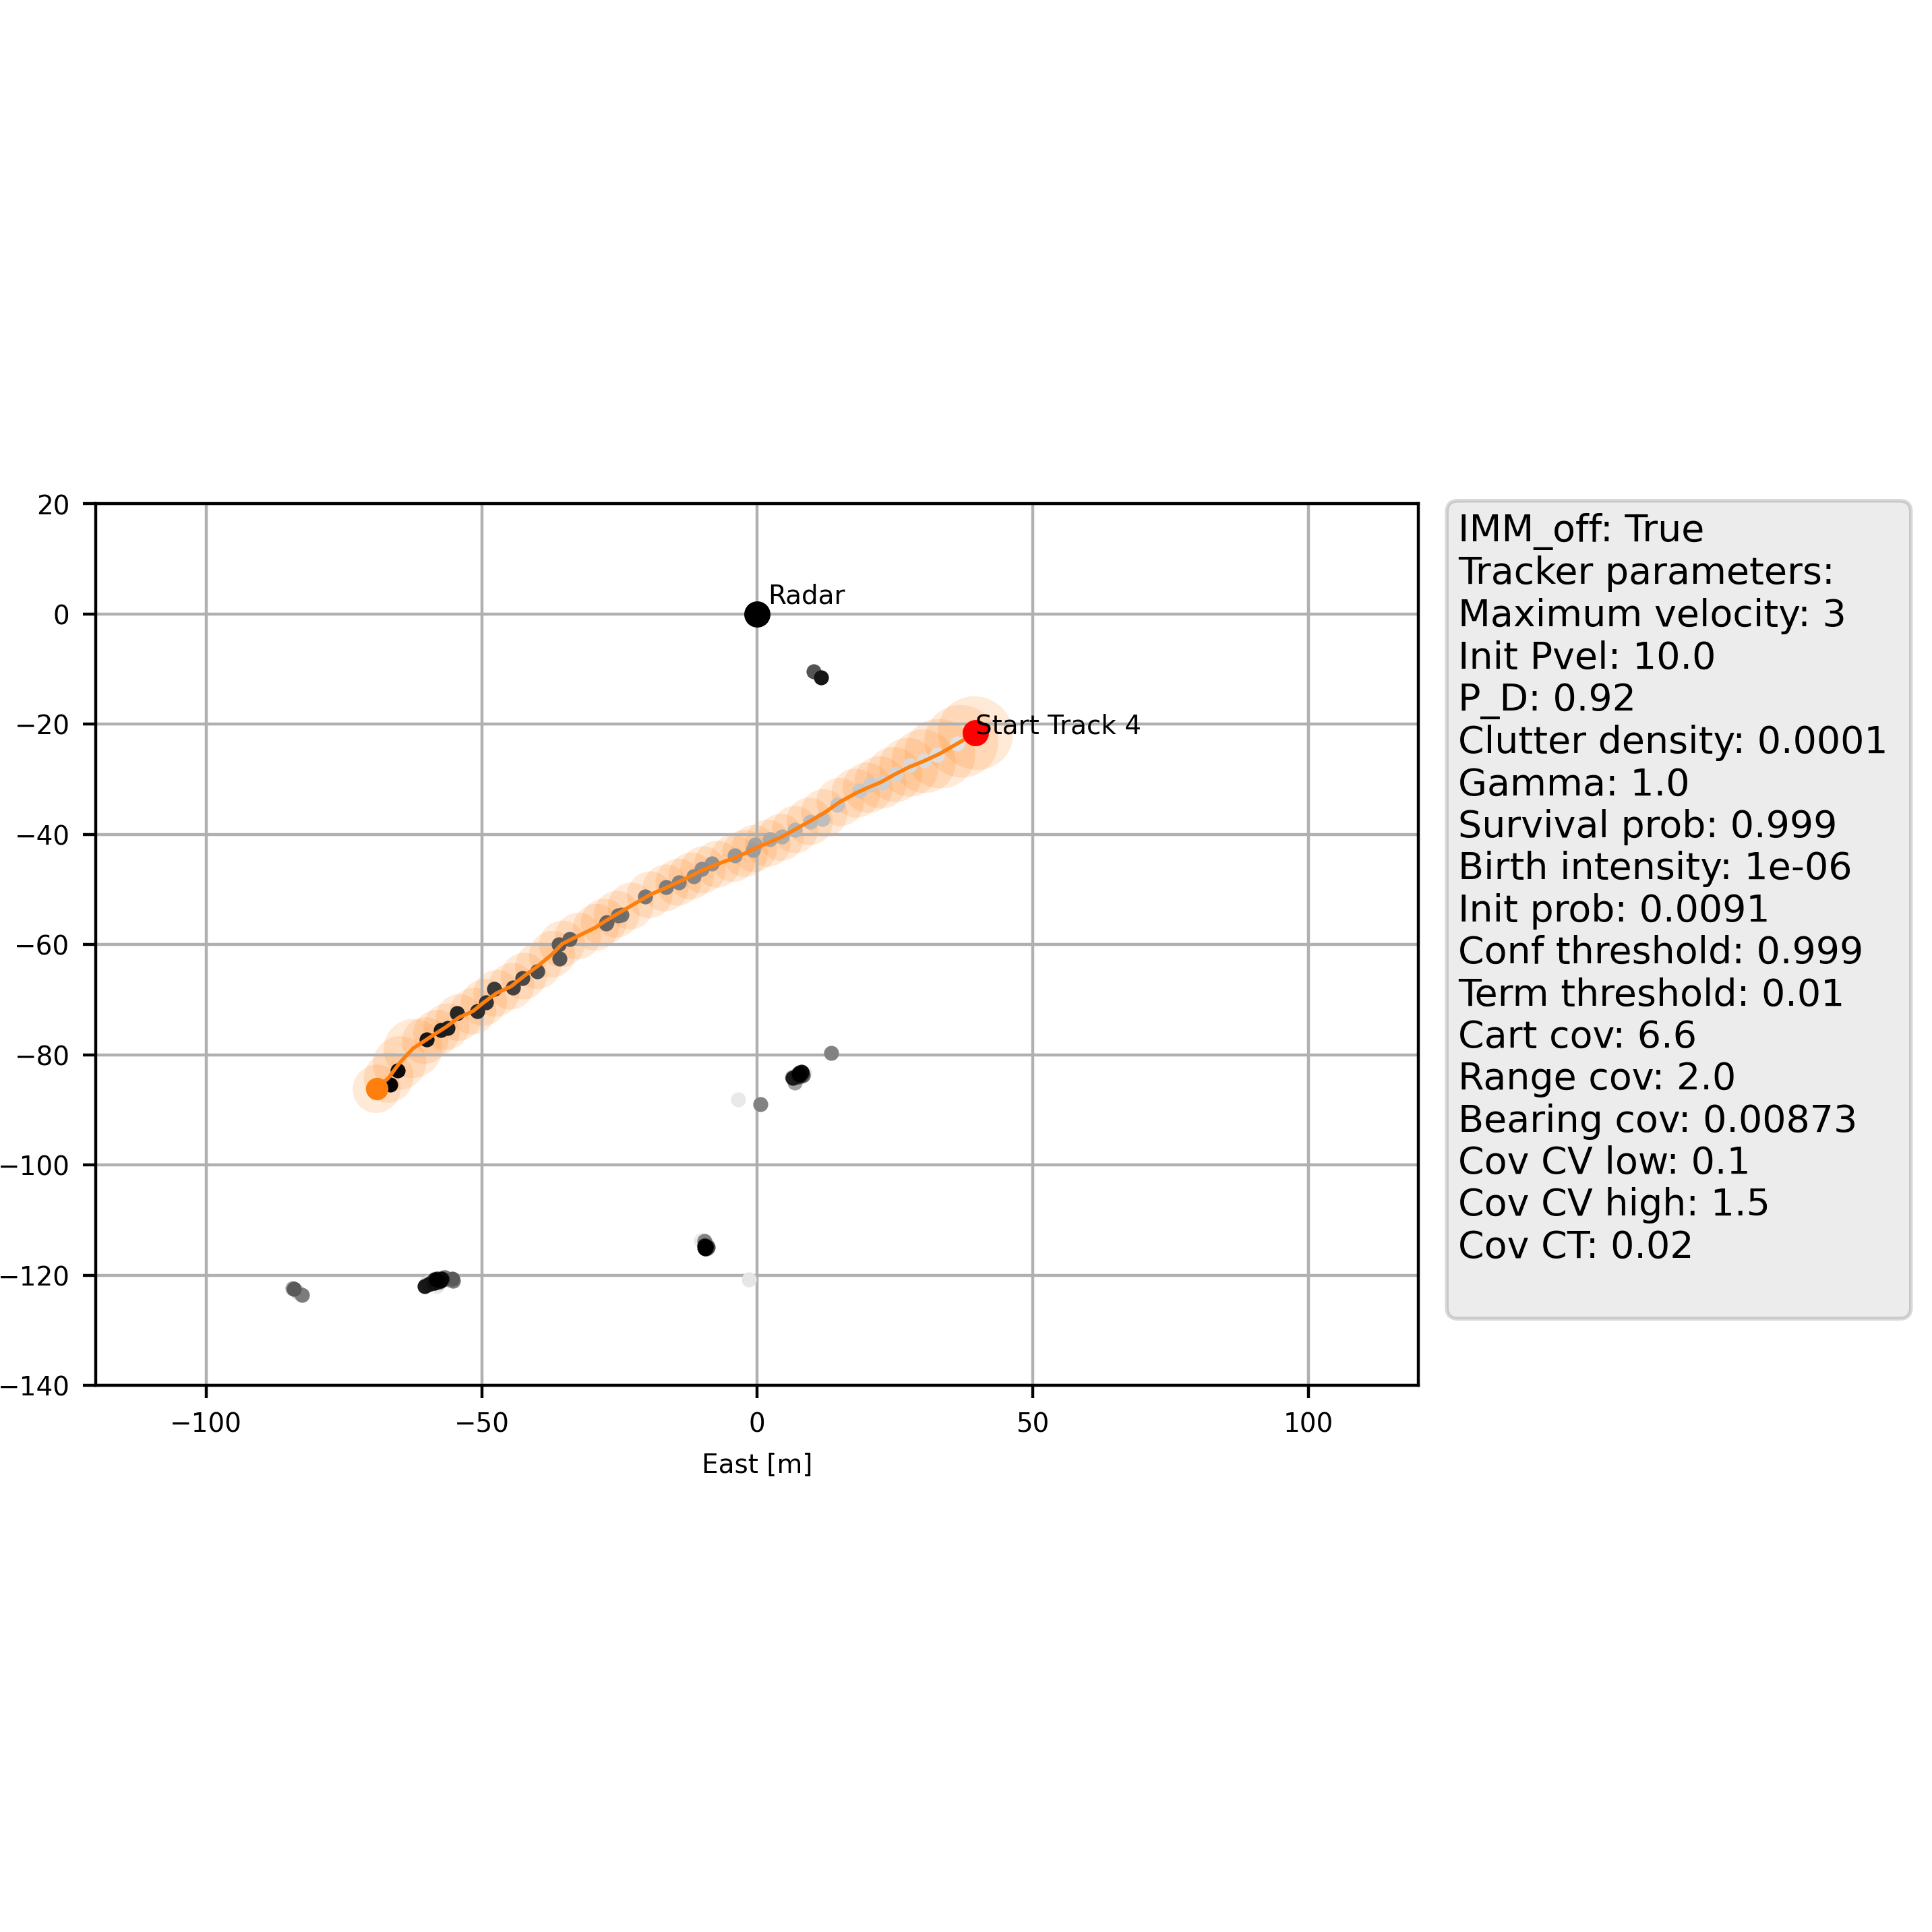 20
0
−20
−40
−60
−80
−100
−120
−140
−100
−50
0
50
100
East [m]
Radar
Start Track 4
IMM_off: True
Tracker parameters:
Maximum velocity: 3
Init Pvel: 10.0
P_D: 0.92
Clutter density: 0.0001
Gamma: 1.0
Survival prob: 0.999
Birth intensity: 1e-06
Init prob: 0.0091
Conf threshold: 0.999
Term threshold: 0.01
Cart cov: 6.6
Range cov: 2.0
Bearing cov: 0.00873
Cov CV low: 0.1
Cov CV high: 1.5
Cov CT: 0.02